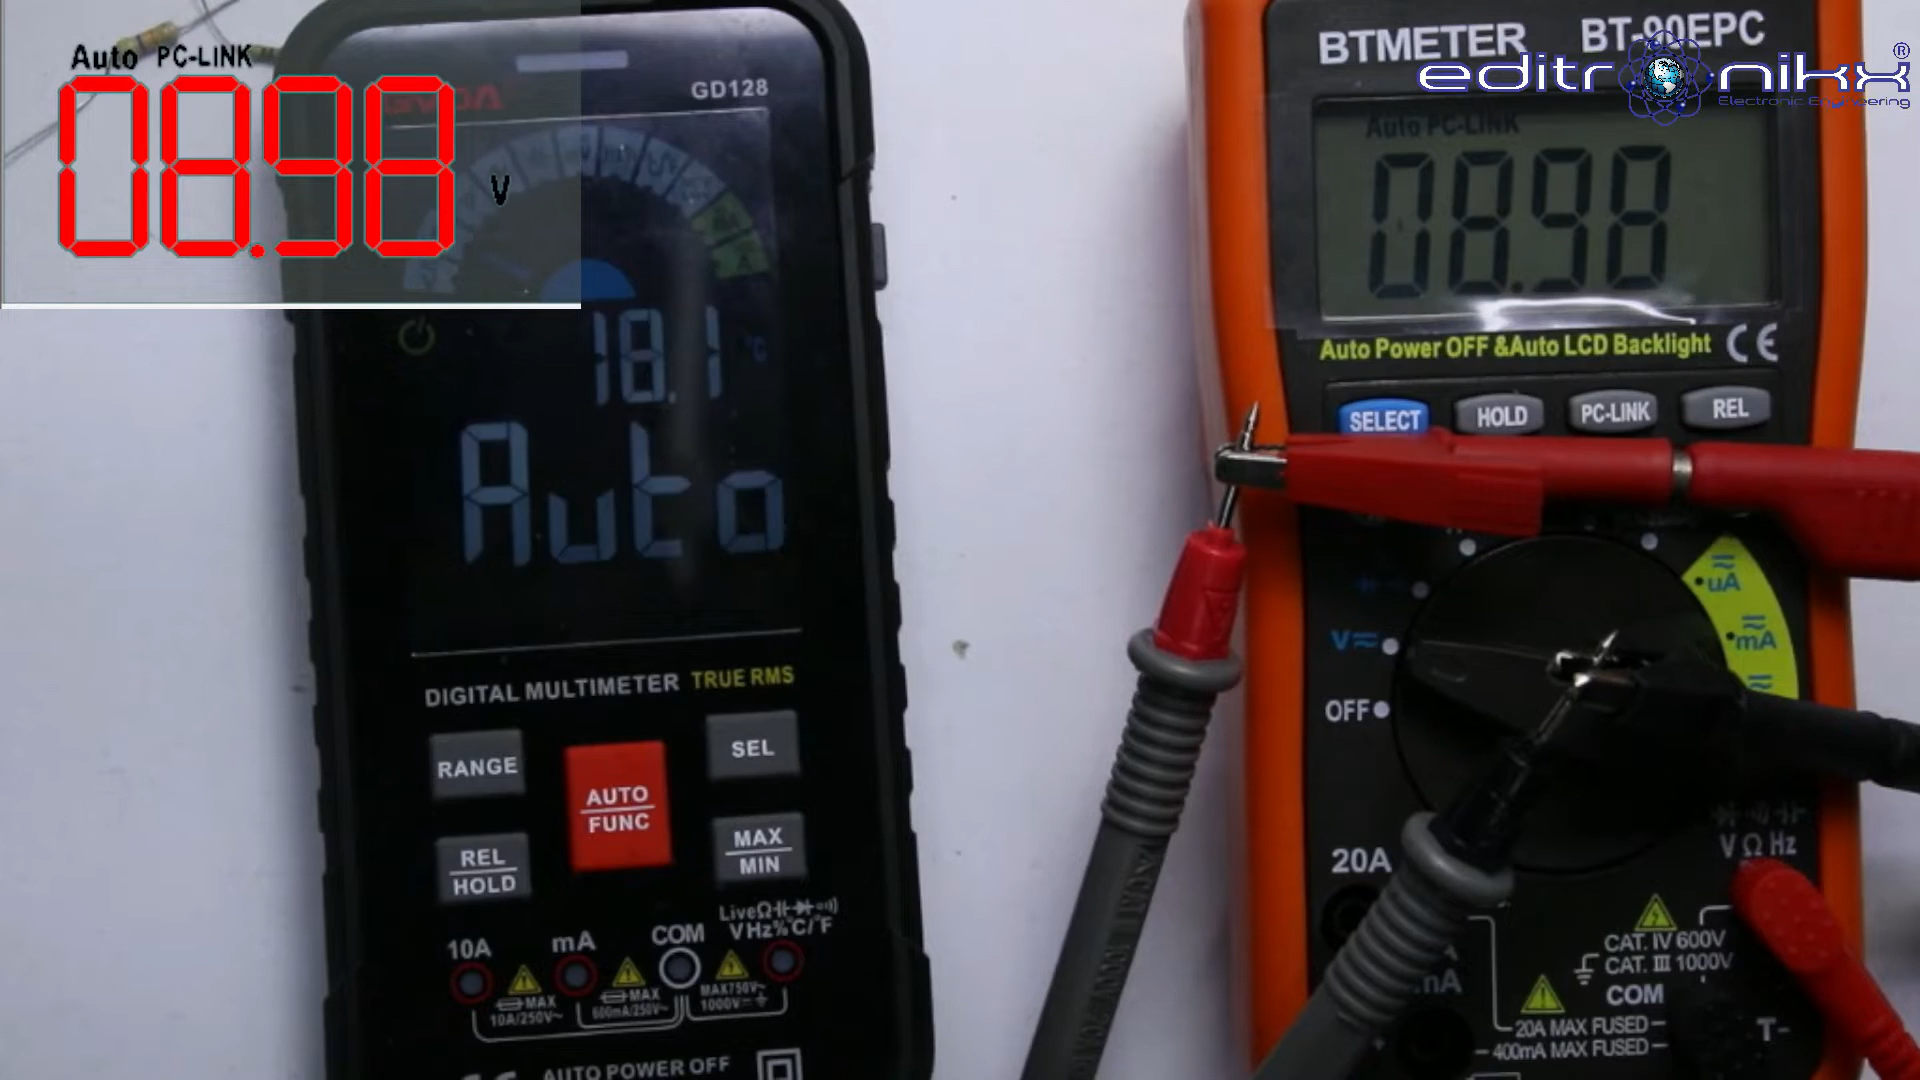 Auto PC-LINK
08.98 V
GVDA
GD128
18.1 °C
Auto
DIGITAL MULTIMETER TRUE RMS
RANGE
AUTO
FUNC
SEL
REL
HOLD
MAX
MIN
10A
mA
COM
Live Ω
V Hz % °C/°F
MAX
10A/250V~
MAX
600mA/250V~
MAX750V~
1000V
AUTO POWER OFF
BTMETER BT-90EPC
editronikx ®
Electronic Engineering
Auto PC-LINK
08.98
Auto Power OFF &Auto LCD Backlight CE
SELECT
HOLD
PC-LINK
REL
uA
mA
V
OFF
20A
V Ω Hz
CAT. IV 600V
CAT. III 1000V
mA
COM
20A MAX FUSED
400mA MAX FUSED